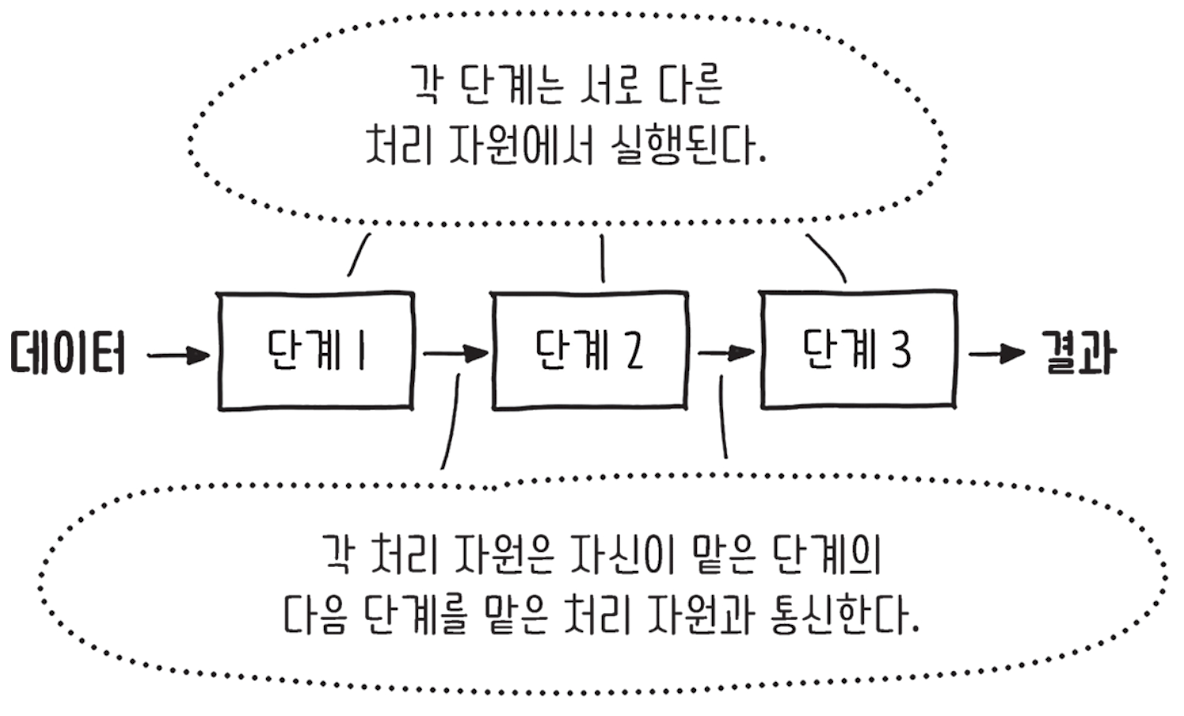 각 단계는 서로 다른
처리 자원에서 실행된다.
데이터
단계 1
단계 2
단계 3
결과
각 처리 자원은 자신이 맡은 단계의
다음 단계를 맡은 처리 자원과 통신한다.